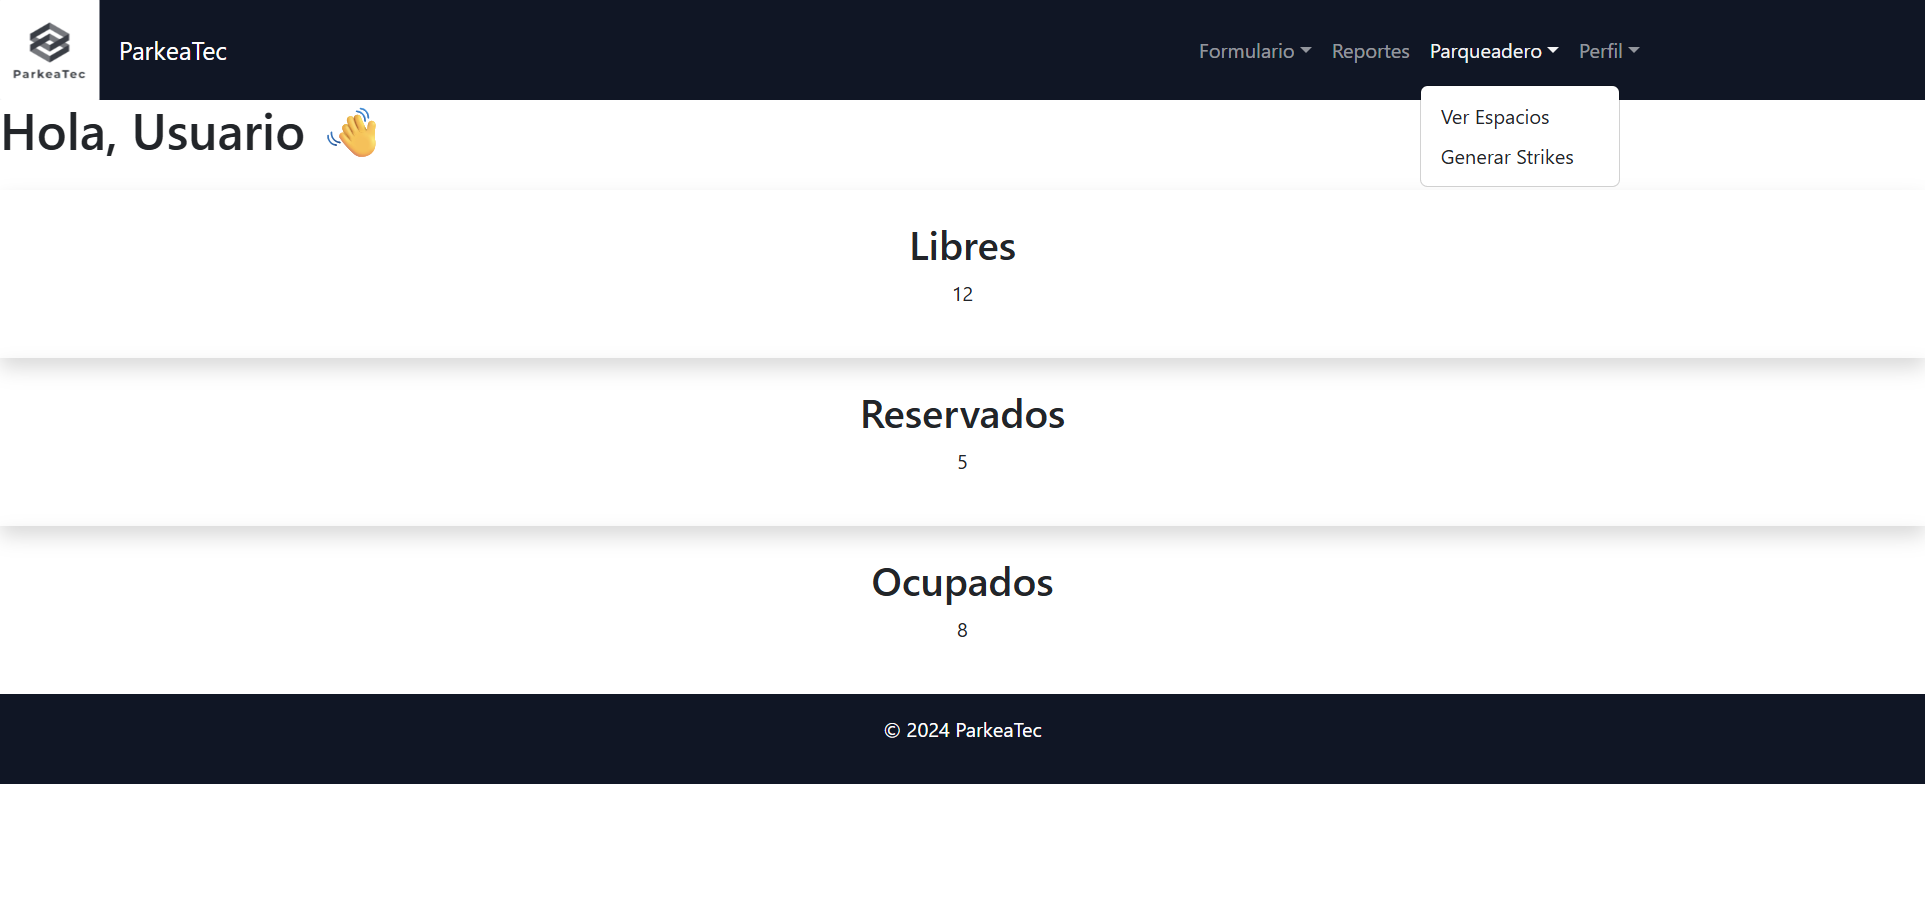 ParkeaTec
ParkeaTec
Formulario Reportes Parqueadero Perfil
Ver Espacios
Generar Strikes
Hola, Usuario 👋
Libres
12
Reservados
5
Ocupados
8
© 2024 ParkeaTec